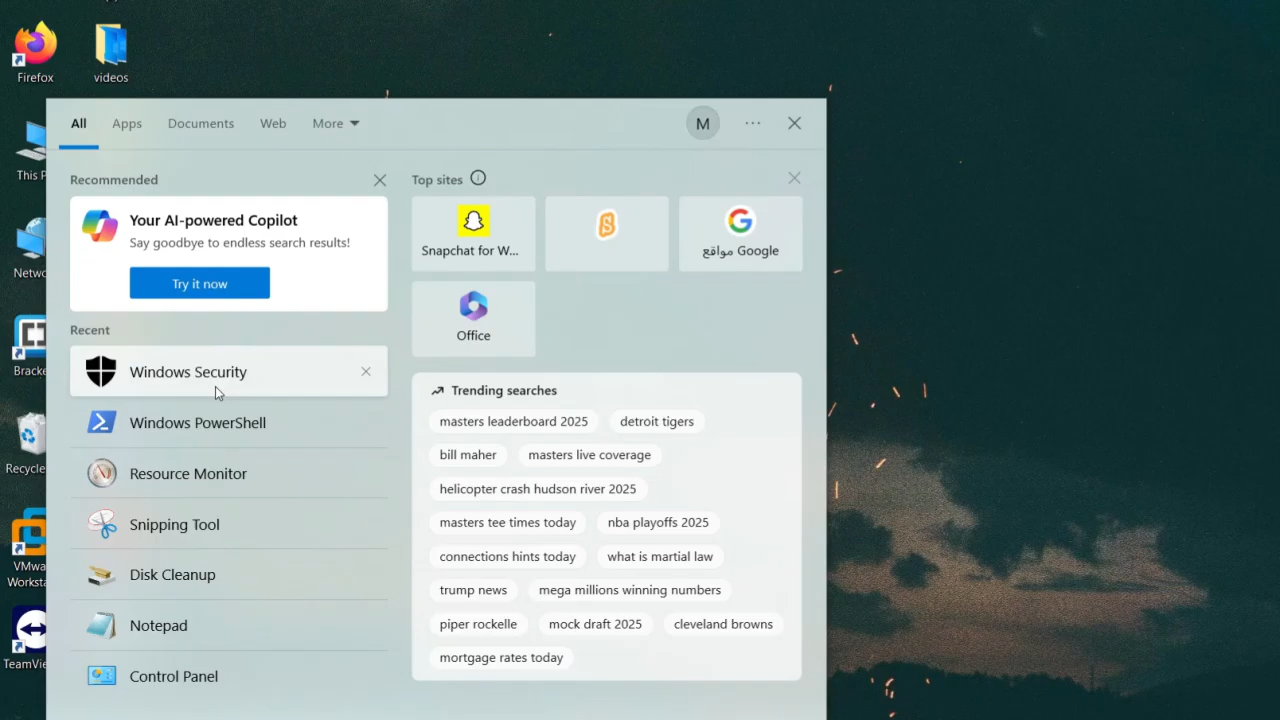 Firefox
videos
All
Apps
Documents
Web
More
M
Recommended
Top sites
Your AI-powered Copilot
Say goodbye to endless search results!
Try it now
Snapchat for W...
مواقع Google
Office
Recent
Windows Security
Windows PowerShell
Resource Monitor
Snipping Tool
Disk Cleanup
Notepad
Control Panel
Trending searches
masters leaderboard 2025
detroit tigers
bill maher
masters live coverage
helicopter crash hudson river 2025
masters tee times today
nba playoffs 2025
connections hints today
what is martial law
trump news
mega millions winning numbers
piper rockelle
mock draft 2025
cleveland browns
mortgage rates today
This P
Netwo
Bracke
Recycle
VMwa
Worksta
TeamVie